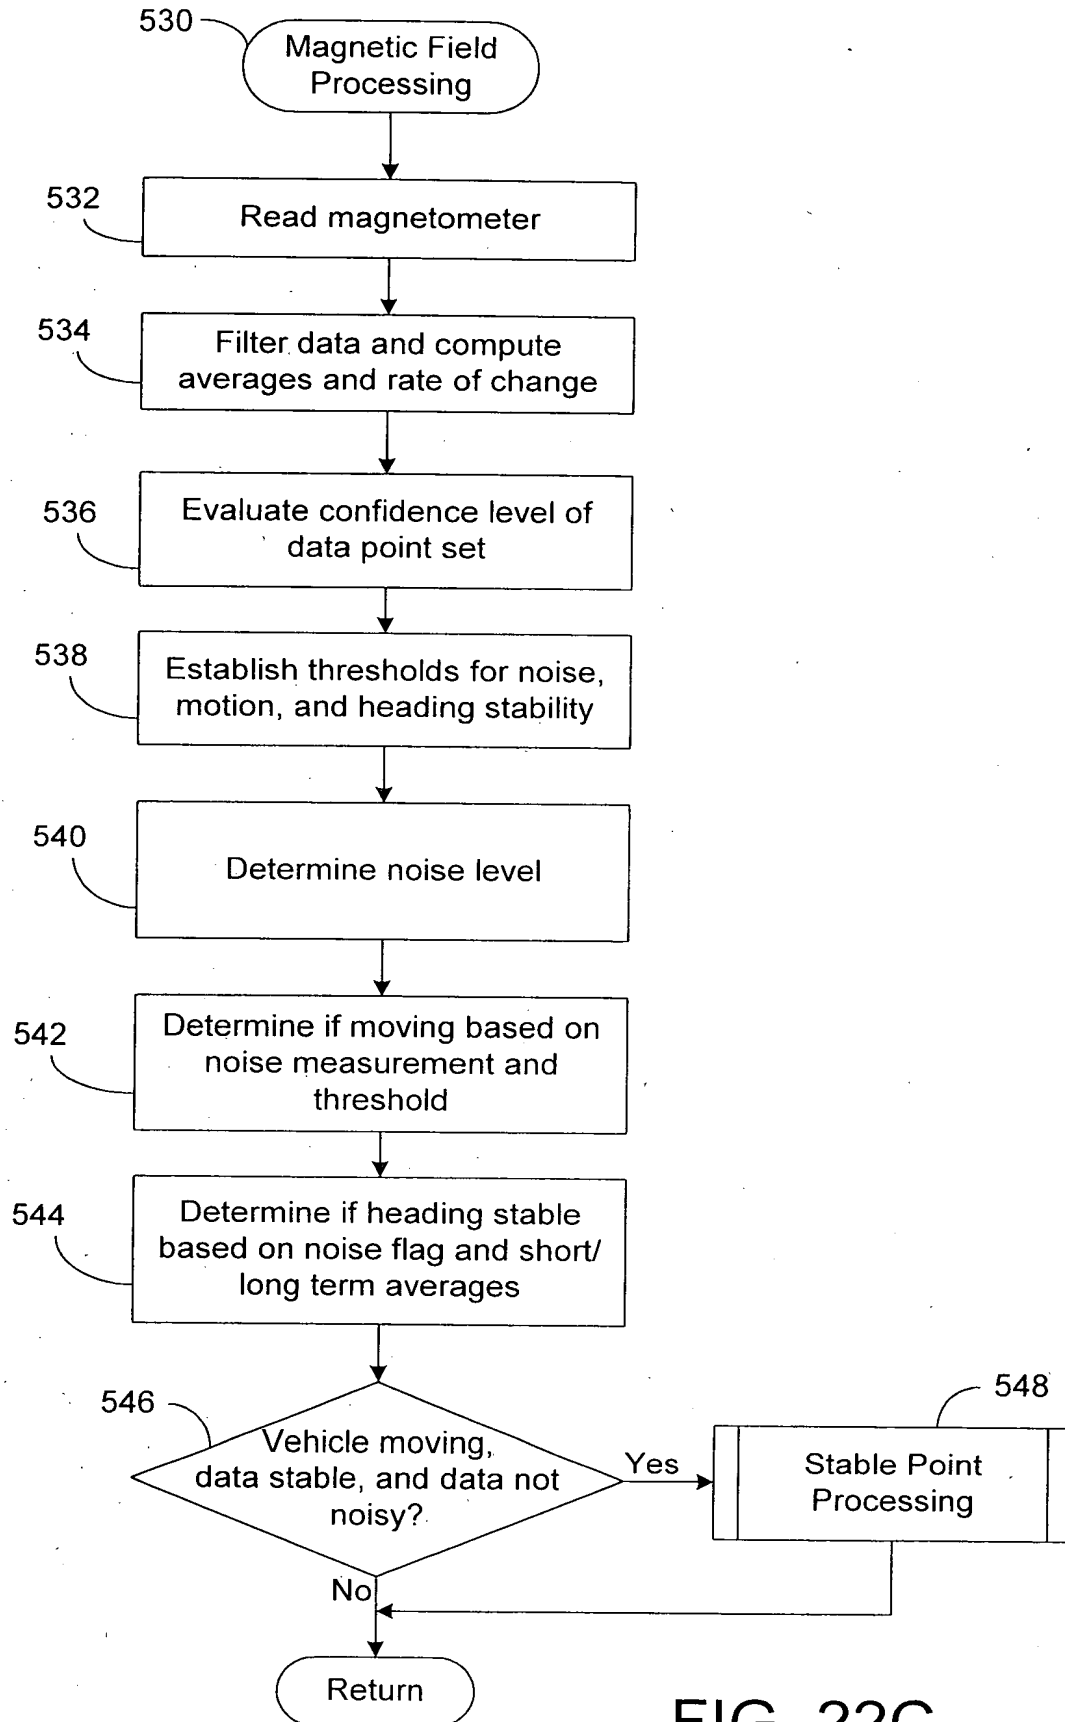 530
Magnetic Field
Processing
532
Read magnetometer
534
Filter data and compute
averages and rate of change
536
Evaluate confidence level of
data point set
538
Establish thresholds for noise,
motion, and heading stability
540
Determine noise level
542
Determine if moving based on
noise measurement and
threshold
544
Determine if heading stable
based on noise flag and short/
long term averages
546
Vehicle moving,
data stable, and data not
noisy?
Yes
548
Stable Point
Processing
No
Return
FIG. 22C